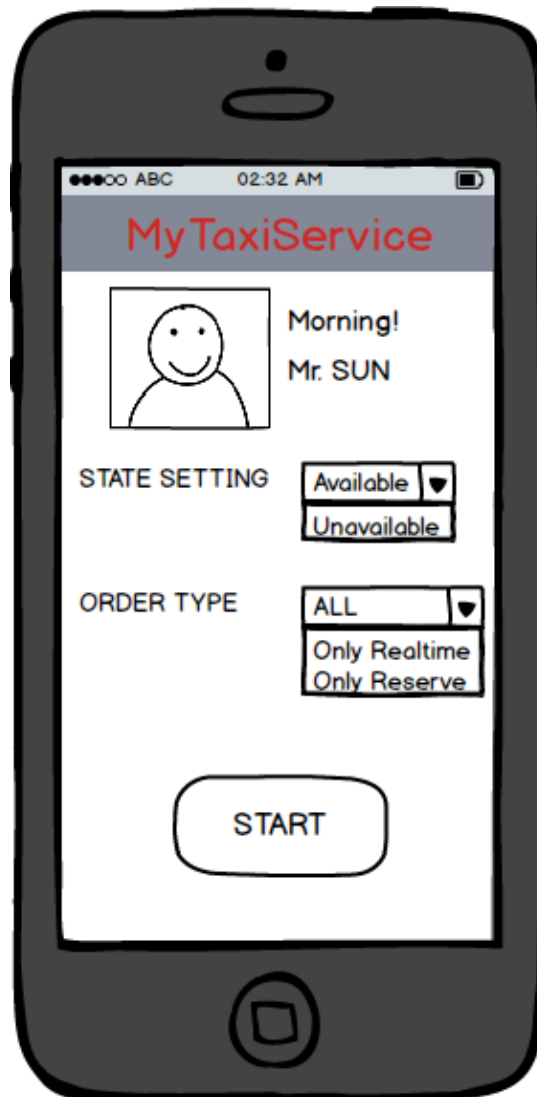 ABC 02:32 AM
MyTaxiService
Morning!
Mr. SUN
STATE SETTING Available
Unavailable
ORDER TYPE ALL
Only Realtime
Only Reserve
START